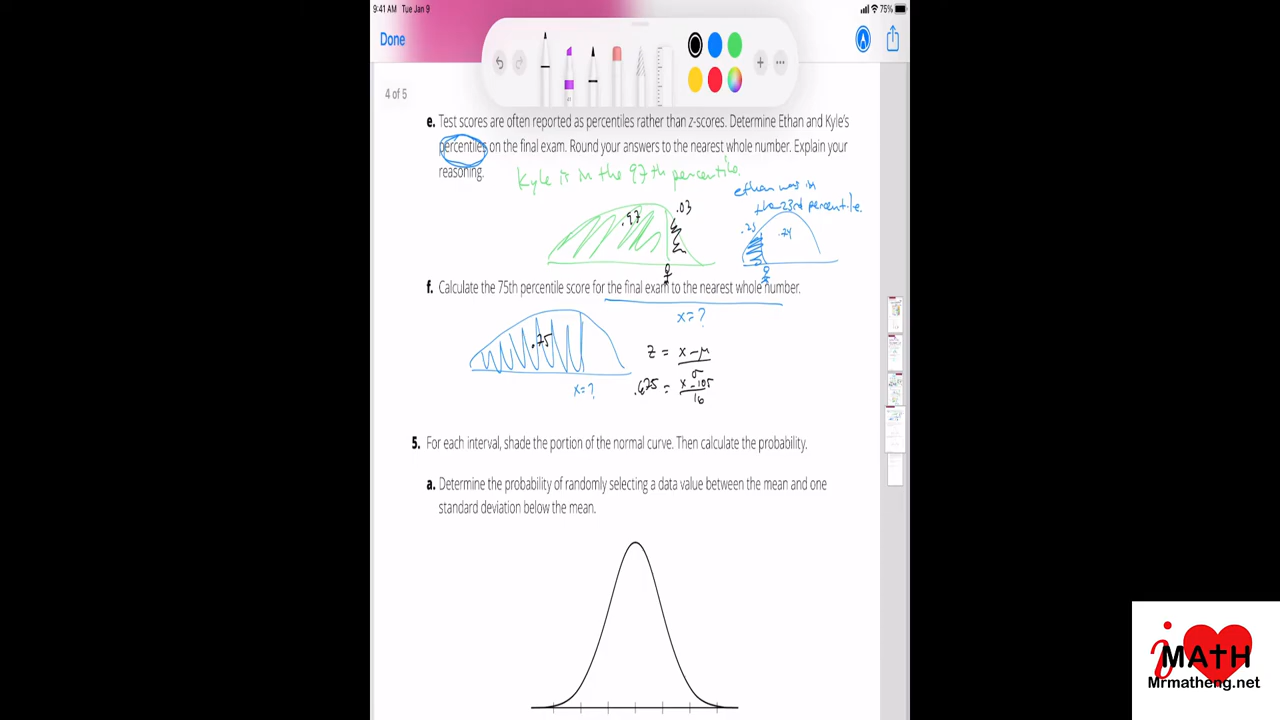 9:41 AM Tue Jan 9
75%
Done
4 of 5
e. Test scores are often reported as percentiles rather than z-scores. Determine Ethan and Kyle's
percentiles on the final exam. Round your answers to the nearest whole number. Explain your
reasoning.
Kyle is in the 97th percentile.
ethan was in
the 23rd percentile.
.97
.03
f. Calculate the 75th percentile score for the final exam to the nearest whole number.
x=?
.75
x=?
z = x-μ
σ
.675 = x-105
16
5. For each interval, shade the portion of the normal curve. Then calculate the probability.
a. Determine the probability of randomly selecting a data value between the mean and one
standard deviation below the mean.
iMATH
Mrmatheng.net